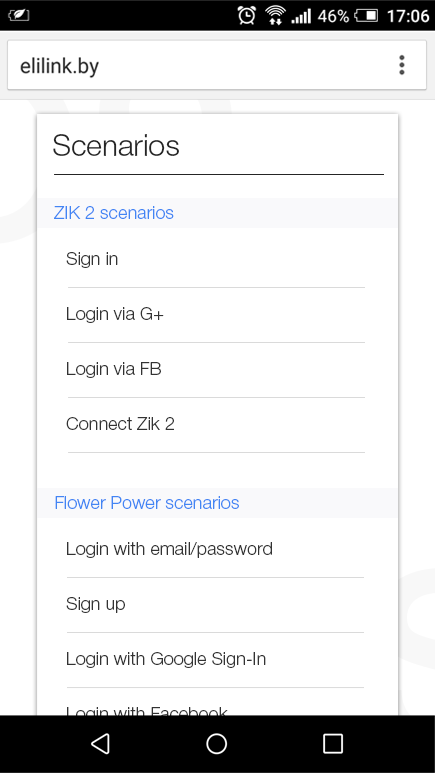 46% 17:06
elilink.by
Scenarios
ZIK 2 scenarios
Sign in
Login via G+
Login via FB
Connect Zik 2
Flower Power scenarios
Login with email/password
Sign up
Login with Google Sign-In
Login with Facebook